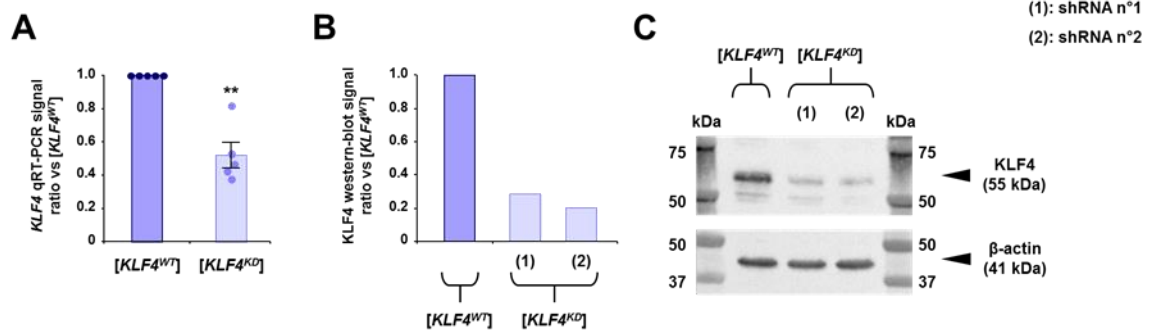 A
KLF4 qRT-PCR signal
ratio vs [KLF4WT]
1.0
0.8
0.6
0.4
0.2
0
**
[KLF4WT]
[KLF4KD]
B
KLF4 western-blot signal
ratio vs [KLF4WT]
1.0
0.8
0.6
0.4
0.2
0
(1)
(2)
[KLF4WT]
[KLF4KD]
C
(1): shRNA n°1
(2): shRNA n°2
[KLF4WT]
[KLF4KD]
(1)
(2)
kDa
kDa
75
50
75
50
KLF4
(55 kDa)
50
37
50
37
β-actin
(41 kDa)